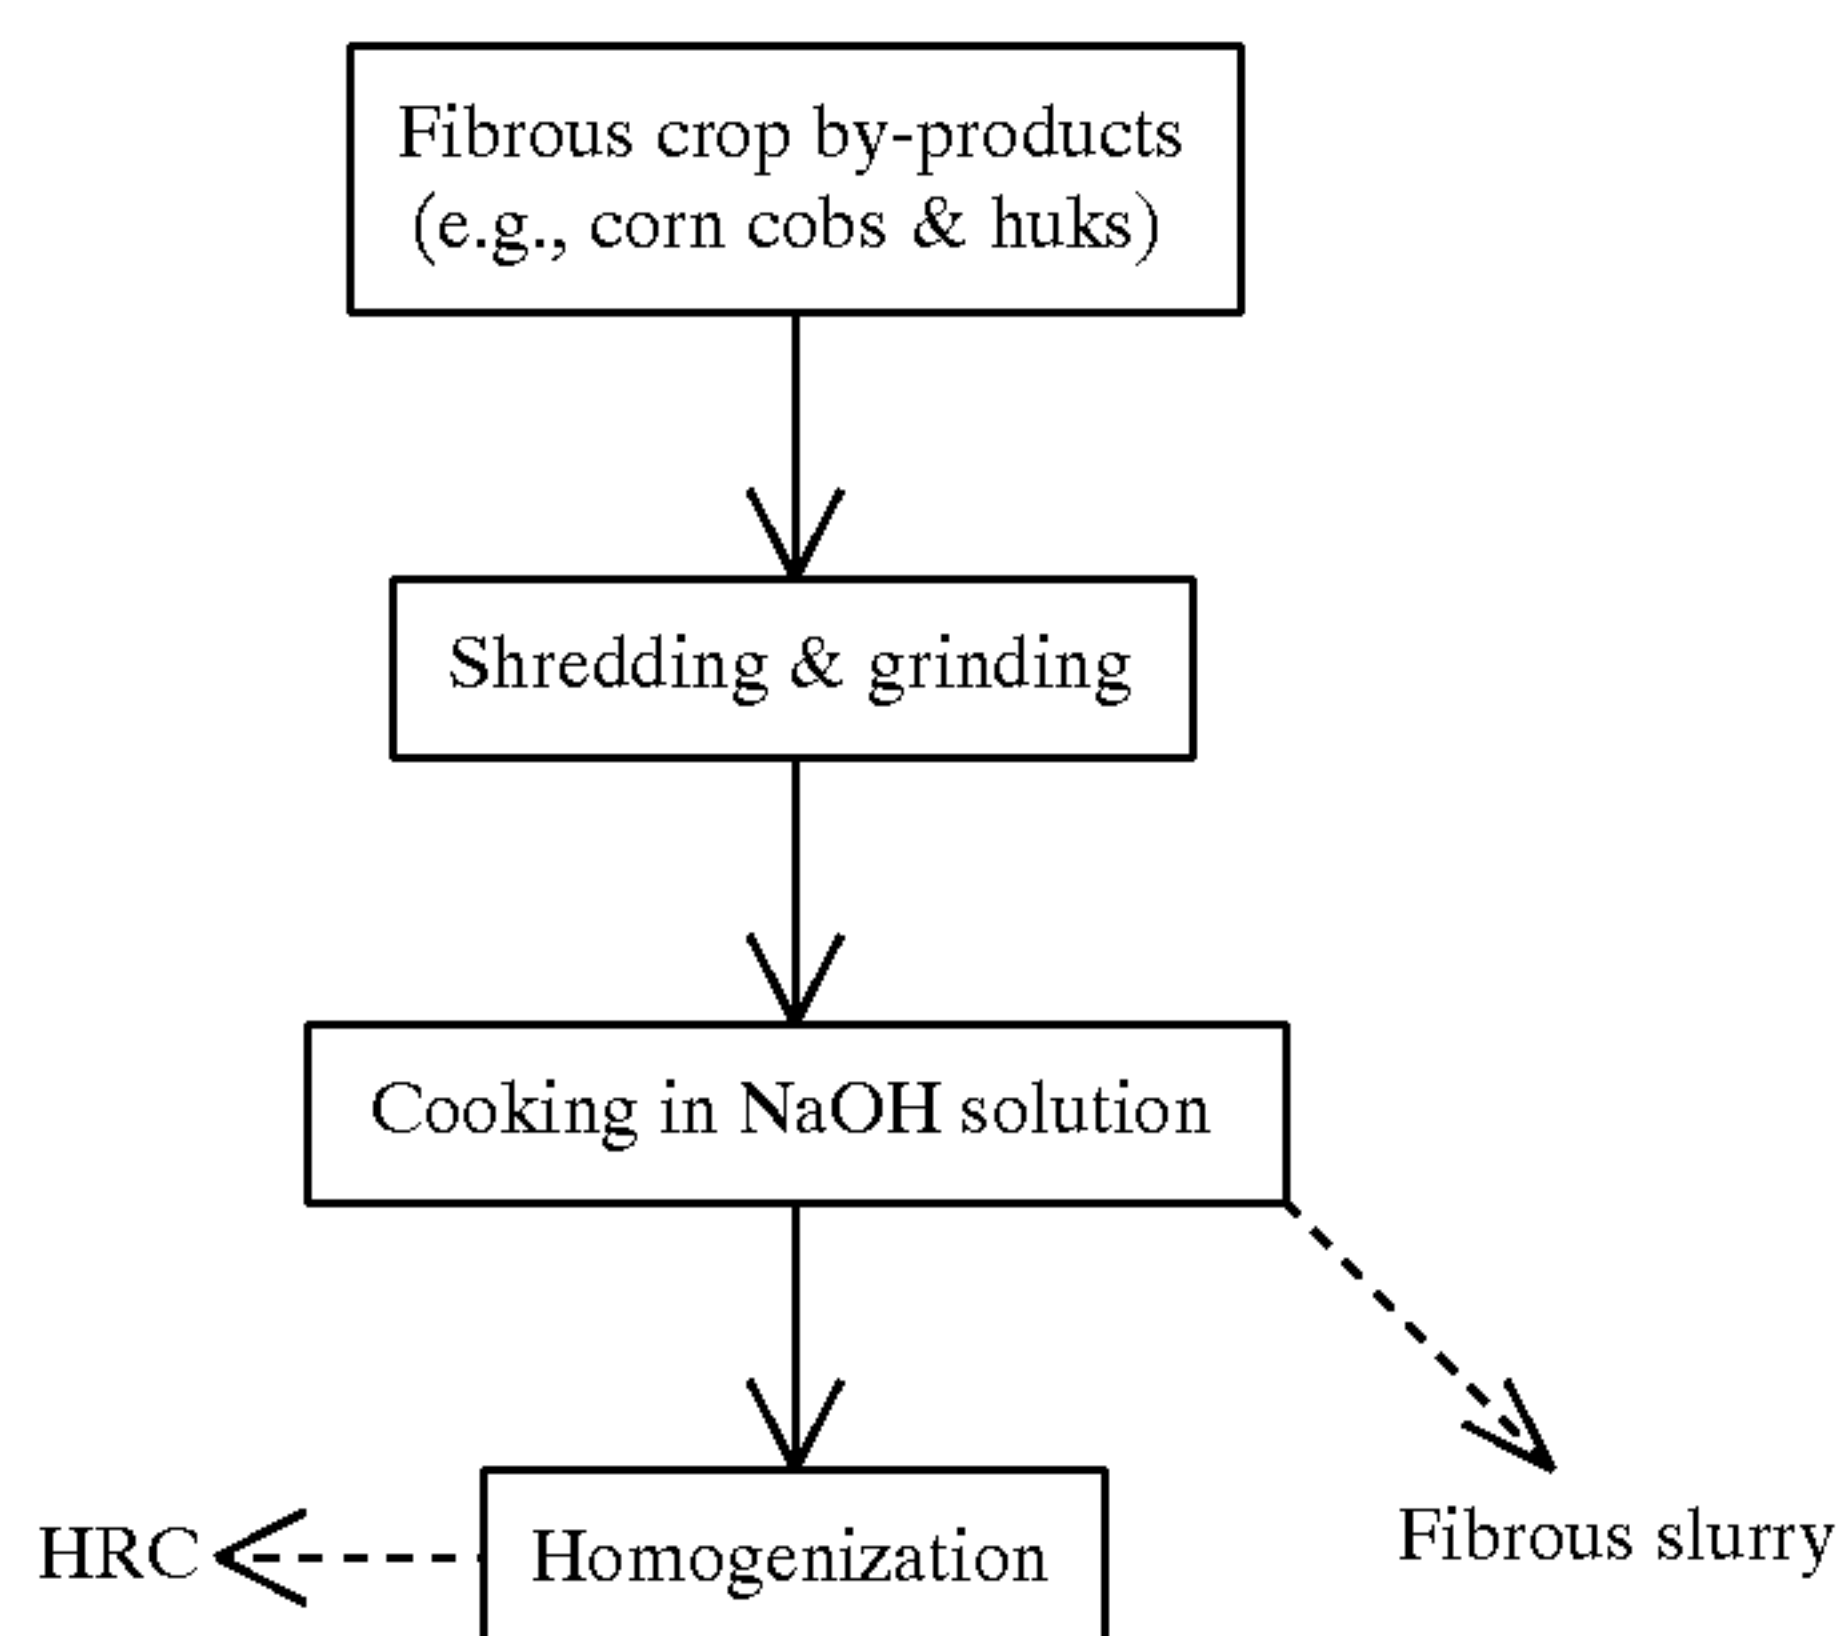 Fibrous crop by-products
(e.g., corn cobs & huks)
Shredding & grinding
Cooking in NaOH solution
HRC
Homogenization
Fibrous slurry